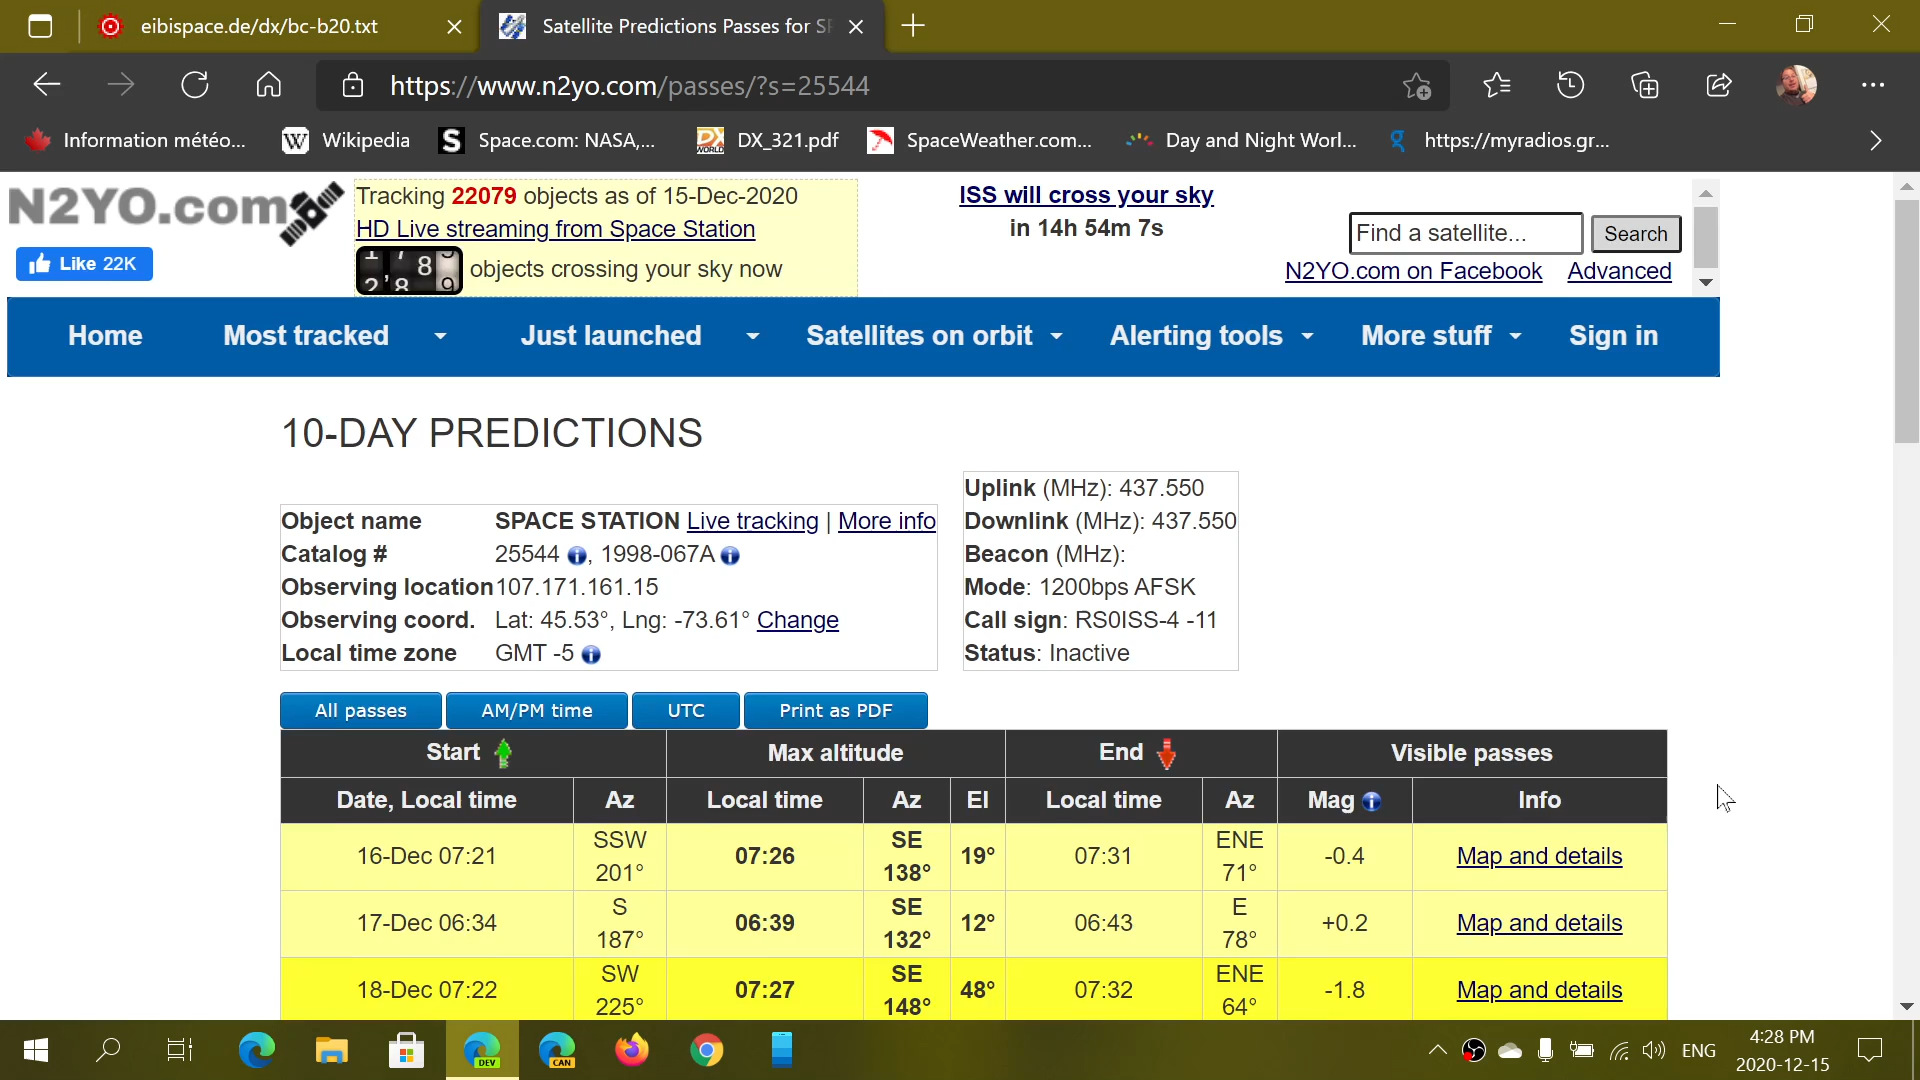 eibispace.de/dx/bc-b20.txt
Satellite Predictions Passes for
https://www.n2yo.com/passes/?s=25544
Information météo...
Wikipedia
Space.com: NASA,...
DX_321.pdf
SpaceWeather.com...
Day and Night Worl...
https://myradios.gr...
N2YO.com
Like 22K
Tracking 22079 objects as of 15-Dec-2020
HD Live streaming from Space Station
objects crossing your sky now
ISS will cross your sky
in 14h 54m 7s
Find a satellite...
Search
N2YO.com on Facebook Advanced
Home Most tracked Just launched Satellites on orbit Alerting tools More stuff Sign in
10-DAY PREDICTIONS
Object name SPACE STATION Live tracking | More info
Catalog # 25544 , 1998-067A
Observing location 107.171.161.15
Observing coord. Lat: 45.53°, Lng: -73.61° Change
Local time zone GMT -5
Uplink (MHz): 437.550
Downlink (MHz): 437.550
Beacon (MHz):
Mode: 1200bps AFSK
Call sign: RS0ISS-4 -11
Status: Inactive
All passes AM/PM time UTC Print as PDF
Start Max altitude End Visible passes
Date, Local time Az Local time Az El Local time Az Mag Info
16-Dec 07:21 SSW 201° 07:26 SE 138° 19° 07:31 ENE 71° -0.4 Map and details
17-Dec 06:34 S 187° 06:39 SE 132° 12° 06:43 E 78° +0.2 Map and details
18-Dec 07:22 SW 225° 07:27 SE 148° 48° 07:32 ENE 64° -1.8 Map and details
DEV
CAN
ENG
4:28 PM
2020-12-15